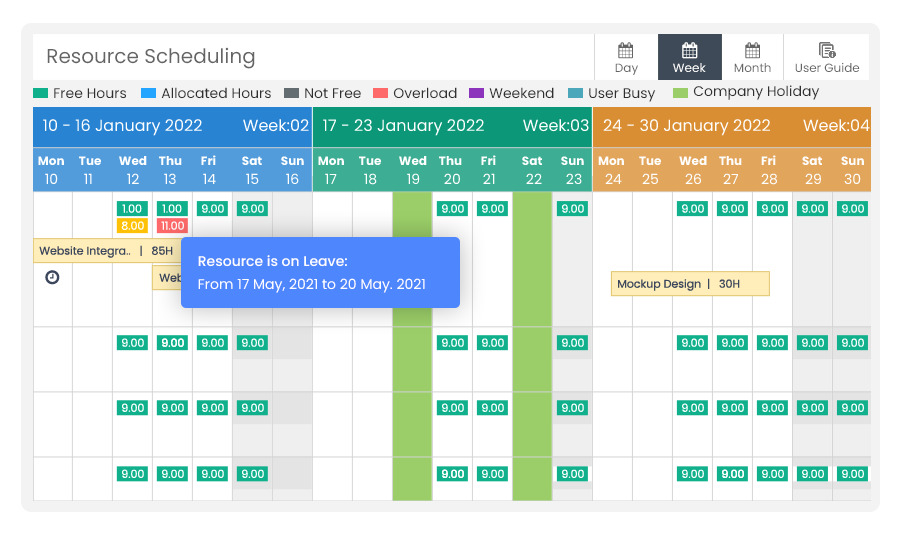 Resource Scheduling
Day Week Month User Guide
Free Hours Allocated Hours Not Free Overload Weekend User Busy Company Holiday
10 - 16 January 2022 Week:02 17 - 23 January 2022 Week:03 24 - 30 January 2022 Week:04
Mon Tue Wed Thu Fri Sat Sun Mon Tue Wed Thu Fri Sat Sun Mon Tue Wed Thu Fri Sat Sun
10 11 12 13 14 15 16 17 18 19 20 21 22 23 24 25 26 27 28 29 30
1.00 1.00 9.00 9.00 9.00 9.00 9.00 9.00 9.00 9.00 9.00 9.00
8.00 11.00
Website Integra.. | 85H
Resource is on Leave:
Web
From 17 May, 2021 to 20 May. 2021
Mockup Design | 30H
9.00 9.00 9.00 9.00 9.00 9.00 9.00 9.00 9.00 9.00 9.00 9.00
9.00 9.00 9.00 9.00 9.00 9.00 9.00 9.00 9.00 9.00 9.00 9.00
9.00 9.00 9.00 9.00 9.00 9.00 9.00 9.00 9.00 9.00 9.00 9.00